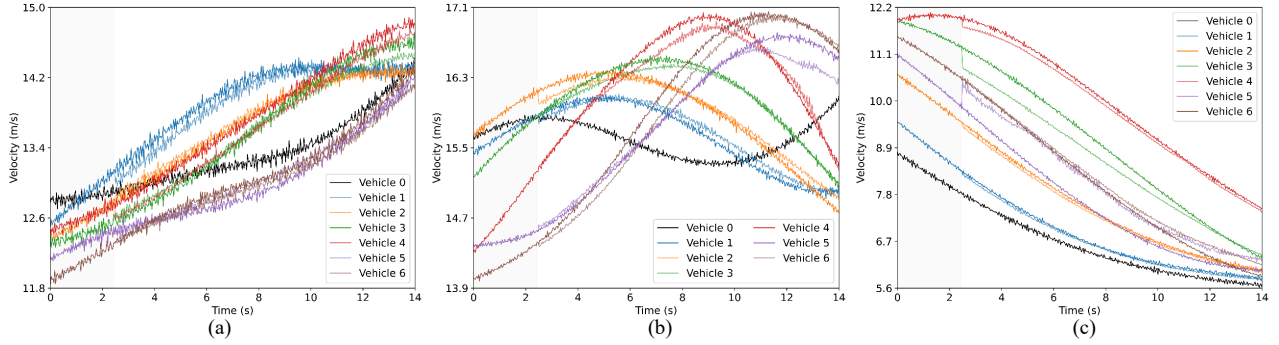 15.0
14.2
13.4
12.6
11.8
Velocity (m/s)
0 2 4 6 8 10 12 14
Time (s)
Vehicle 0
Vehicle 1
Vehicle 2
Vehicle 3
Vehicle 4
Vehicle 5
Vehicle 6
(a)
17.1
16.3
15.5
14.7
13.9
Velocity (m/s)
0 2 4 6 8 10 12 14
Time (s)
Vehicle 0 Vehicle 4
Vehicle 1 Vehicle 5
Vehicle 2 Vehicle 6
Vehicle 3
(b)
12.2
11.1
10.0
8.9
7.8
6.7
5.6
Velocity (m/s)
0 2 4 6 8 10 12 14
Time (s)
Vehicle 0
Vehicle 1
Vehicle 2
Vehicle 3
Vehicle 4
Vehicle 5
Vehicle 6
(c)